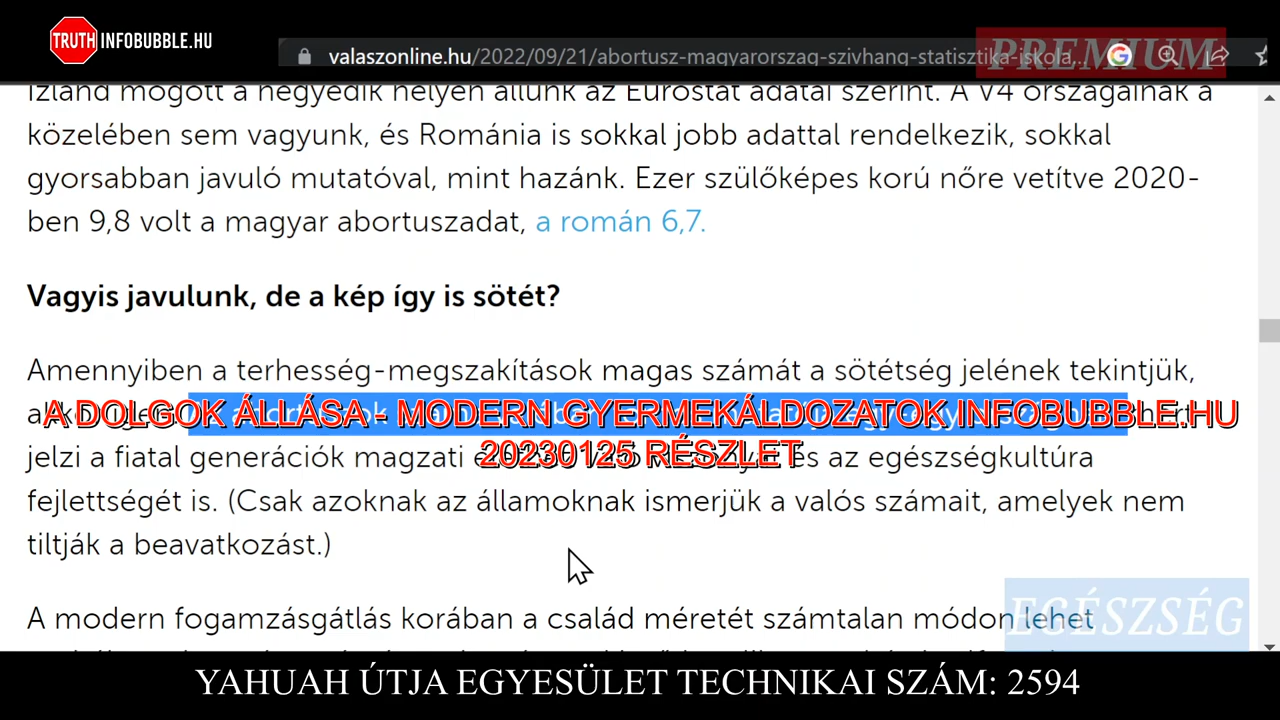 TRUTH INFOBUBBLE.HU
valaszonline.hu/2022/09/21/abortusz-magyarorszag-szivhang-statisztika-iskola...
PREMIUM
Izland mögött a negyedik helyen állunk az Eurostat adatai szerint. A V4 országainak a
közelében sem vagyunk, és Románia is sokkal jobb adattal rendelkezik, sokkal
gyorsabban javuló mutatóval, mint hazánk. Ezer szülőképes korú nőre vetítve 2020-
ben 9,8 volt a magyar abortuszadat, a román 6,7.
Vagyis javulunk, de a kép így is sötét?
Amennyiben a terhesség-megszakítások magas számát a sötétség jelének tekintjük,
A DOLGOK ÁLLÁSA - MODERN GYERMEKÁLDOZATOK INFOBUBBLE.HU
20230125 RÉSZLET
jelzi a fiatal generációk magzati és az egészségkultúra
fejlettségét is. (Csak azoknak az államoknak ismerjük a valós számait, amelyek nem
tiltják a beavatkozást.)
A modern fogamzásgátlás korában a család méretét számtalan módon lehet
EGÉSZSÉG
YAHUAH ÚTJA EGYESÜLET TECHNIKAI SZÁM: 2594